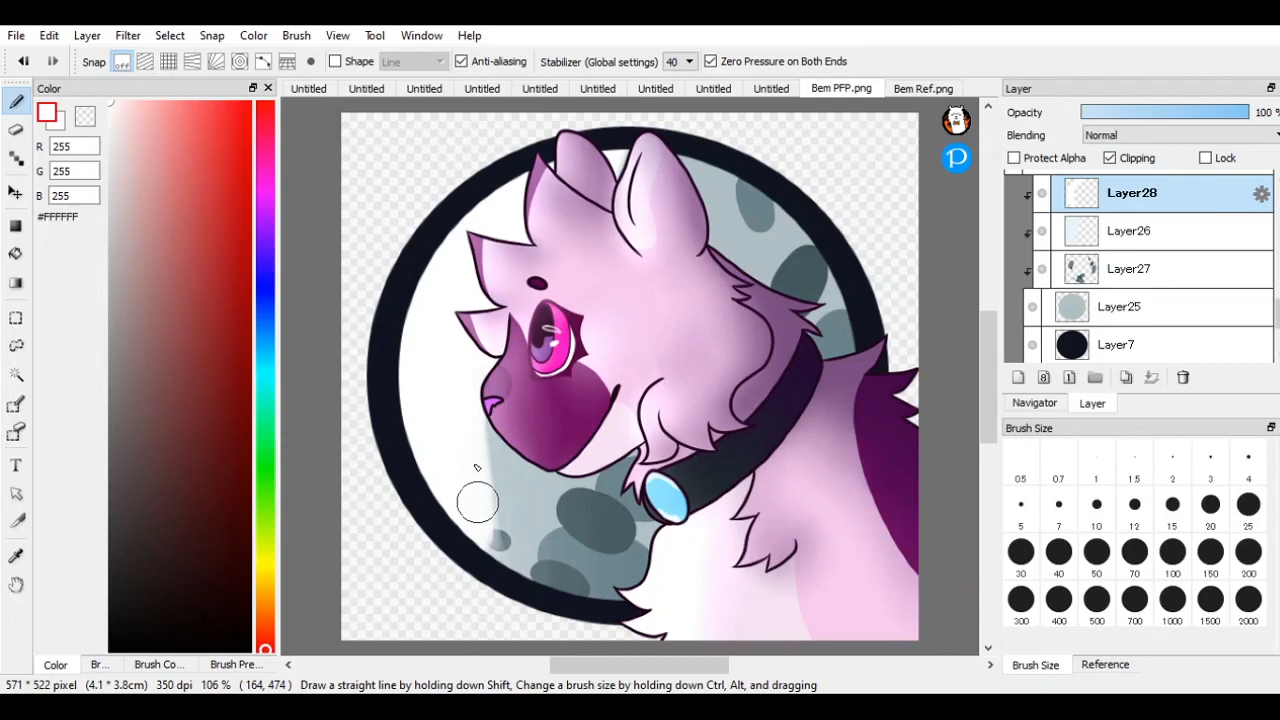 File Edit Layer Filter Select Snap Color Brush View Tool Window Help
Snap off Shape Line Anti-aliasing Stabilizer (Global settings) 40 Zero Pressure on Both Ends
Color
Untitled Untitled Untitled Untitled Untitled Untitled Untitled Untitled Untitled Bem PFP.png Bem Ref.png
Layer
R 255
G 255
B 255
#FFFFFF
Opacity 100 %
Blending Normal
Protect Alpha Clipping Lock
Layer28
Layer26
Layer27
Layer25
Layer7
Navigator Layer
Brush Size
0.5 0.7 1 1.5 2 3 4
5 7 10 12 15 20 25
30 40 50 70 100 150 200
300 400 500 700 1000 1500 2000
Color Br... Brush Co... Brush Pre...
Brush Size Reference
571 * 522 pixel (4.1 * 3.8cm) 350 dpi 106 % ( 164, 474 ) Draw a straight line by holding down Shift, Change a brush size by holding down Ctrl, Alt, and dragging